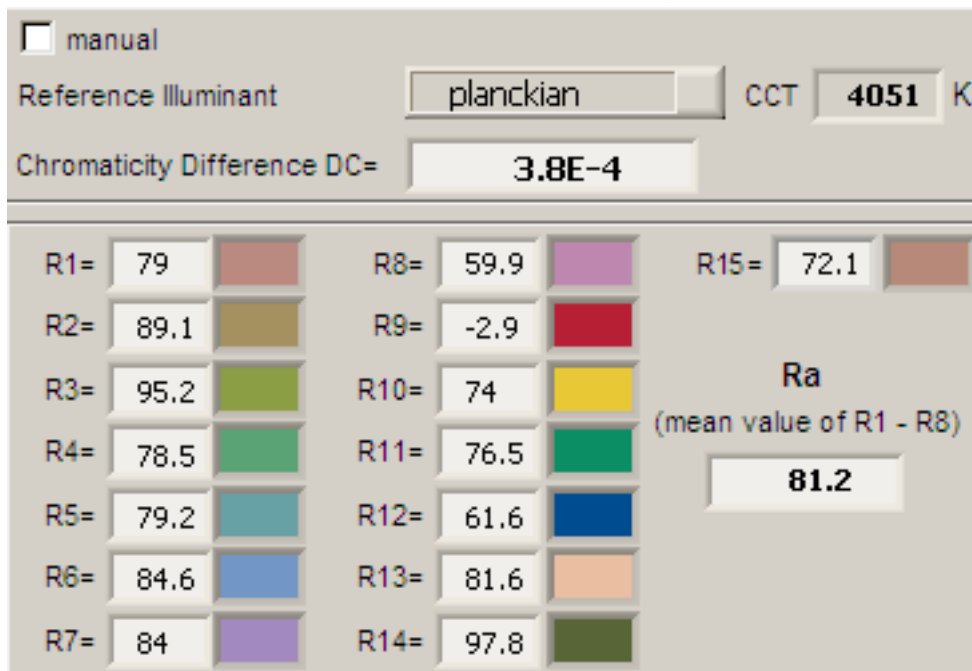 manual
Reference Illuminant planckian CCT 4051 K
Chromaticity Difference DC= 3.8E-4
R1= 79 R8= 59.9 R15= 72.1
R2= 89.1 R9= -2.9
R3= 95.2 R10= 74 Ra
(mean value of R1 - R8)
R4= 78.5 R11= 76.5
81.2
R5= 79.2 R12= 61.6
R6= 84.6 R13= 81.6
R7= 84 R14= 97.8